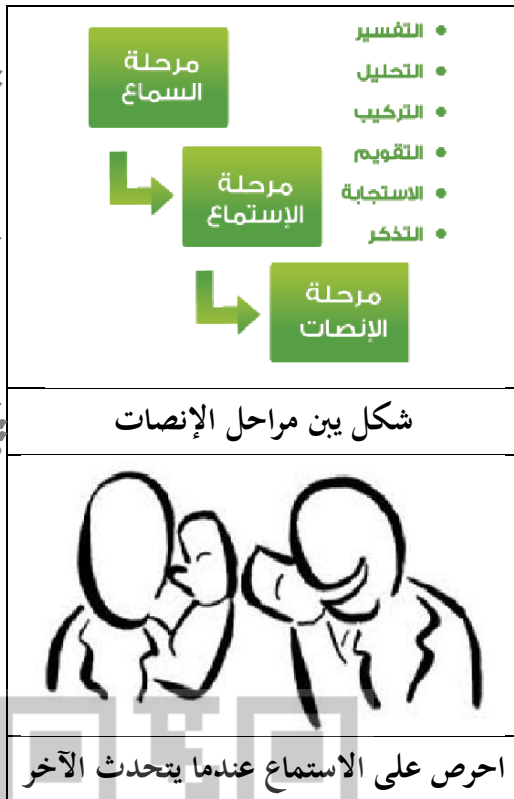 مرحلة
السماع
• التفسير
• التحليل
• التركيب
• التقويم
• الاستجابة
• التذكر
مرحلة
الإستماع
مرحلة
الإنصات
شكل يبن مراحل الإنصات
احرص على الاستماع عندما يتحدث الآخر